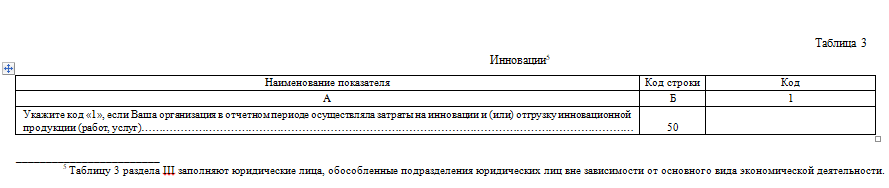 Таблица 3
Инновации⁵
Наименование показателя Код строки Код
А Б 1
Укажите код «1», если Ваша организация в отчетном периоде осуществляла затраты на инновации и (или) отгрузку инновационной
продукции (работ, услуг)…………………………………………………………………………………………………………… 50
⁵ Таблицу 3 раздела III заполняют юридические лица, обособленные подразделения юридических лиц вне зависимости от основного вида экономической деятельности.